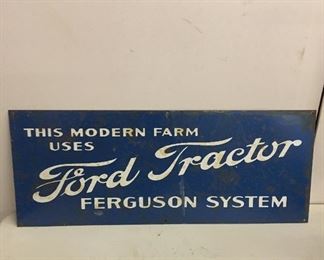 THIS MODERN FARM
USES
Ford Tractor
FERGUSON SYSTEM